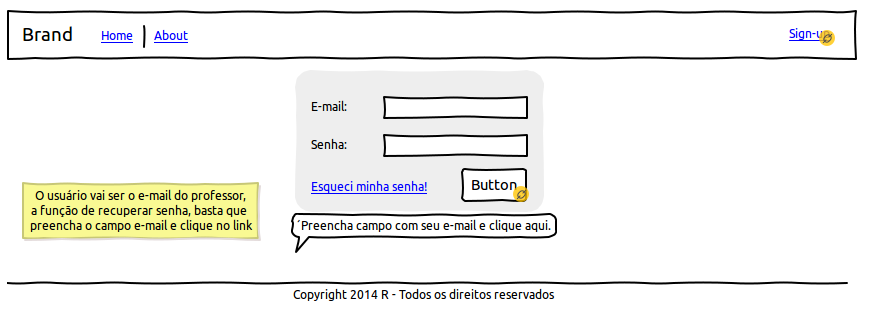 Brand Home About Sign-u
E-mail:
Senha:
Esqueci minha senha! Button
O usuário vai ser o e-mail do professor,
a função de recuperar senha, basta que
preencha o campo e-mail e clique no link
´Preencha campo com seu e-mail e clique aqui.
Copyright 2014 R - Todos os direitos reservados